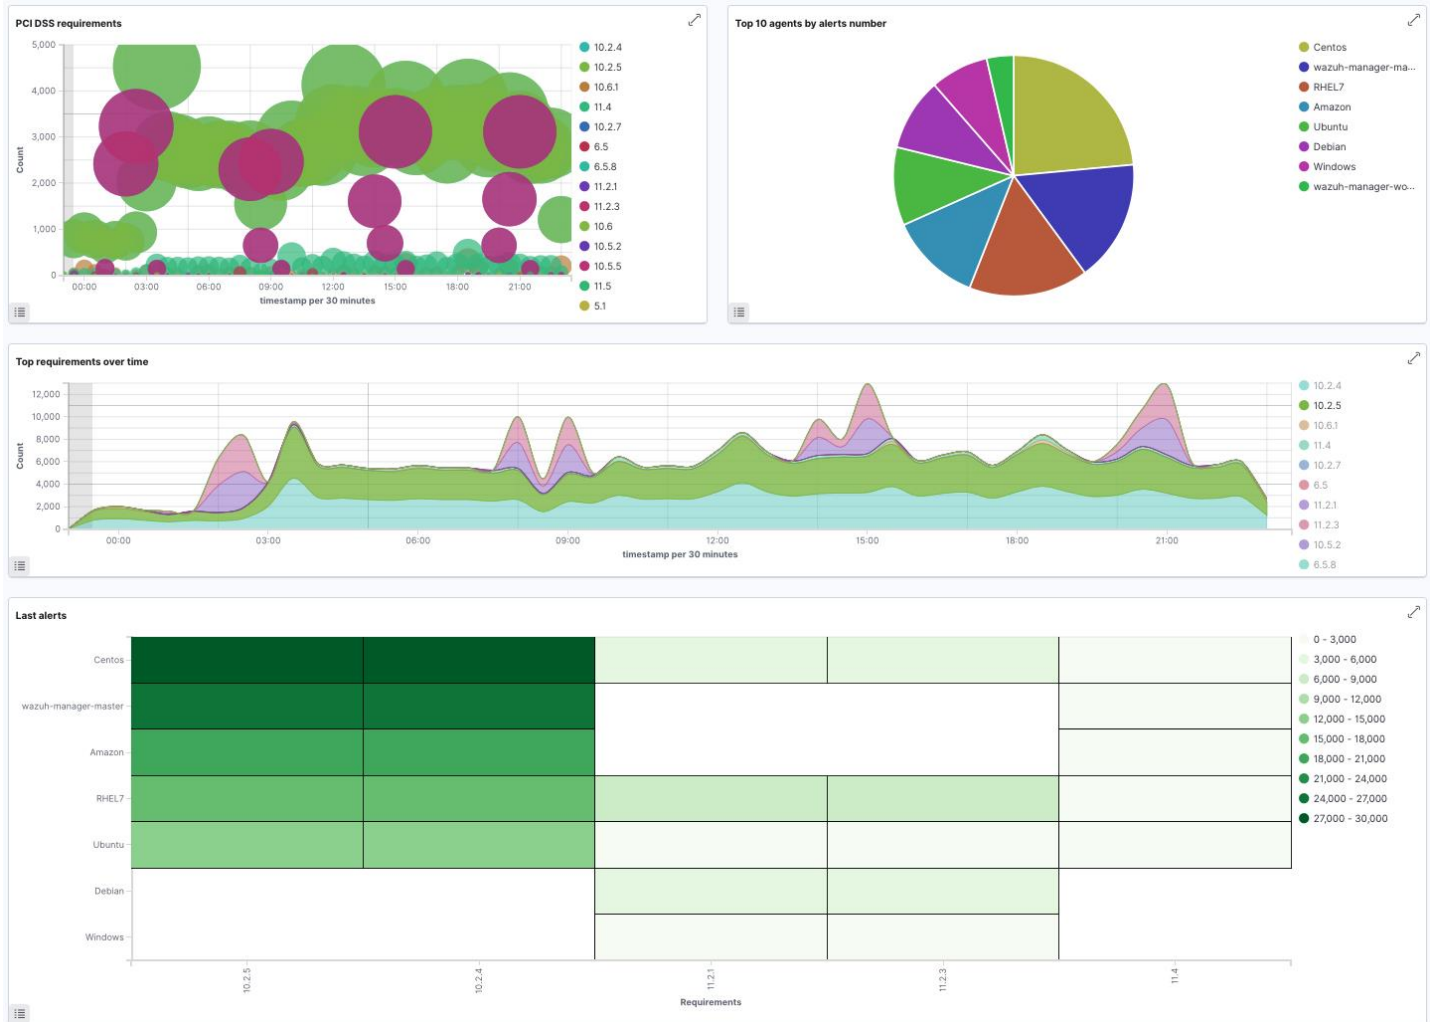 PCI DSS requirements
5,000
4,000
3,000
2,000
1,000
0
Count
00:00 03:00 06:00 09:00 12:00 15:00 18:00 21:00
timestamp per 30 minutes
10.2.4
10.2.5
10.6.1
11.4
10.2.7
6.5
6.5.8
11.2.1
11.2.3
10.6
10.5.2
10.5.5
11.5
5.1
Top 10 agents by alerts number
Centos
wazuh-manager-ma...
RHEL7
Amazon
Ubuntu
Debian
Windows
wazuh-manager-wo...
Top requirements over time
12,000
10,000
8,000
6,000
4,000
2,000
0
Count
00:00 03:00 06:00 09:00 12:00 15:00 18:00 21:00
timestamp per 30 minutes
10.2.4
10.2.5
10.6.1
11.4
10.2.7
6.5
11.2.1
11.2.3
10.5.2
6.5.8
Last alerts
Centos
wazuh-manager-master
Amazon
RHEL7
Ubuntu
Debian
Windows
10.2.5 10.2.4 11.2.1 11.2.3 11.4
Requirements
0 - 3,000
3,000 - 6,000
6,000 - 9,000
9,000 - 12,000
12,000 - 15,000
15,000 - 18,000
18,000 - 21,000
21,000 - 24,000
24,000 - 27,000
27,000 - 30,000